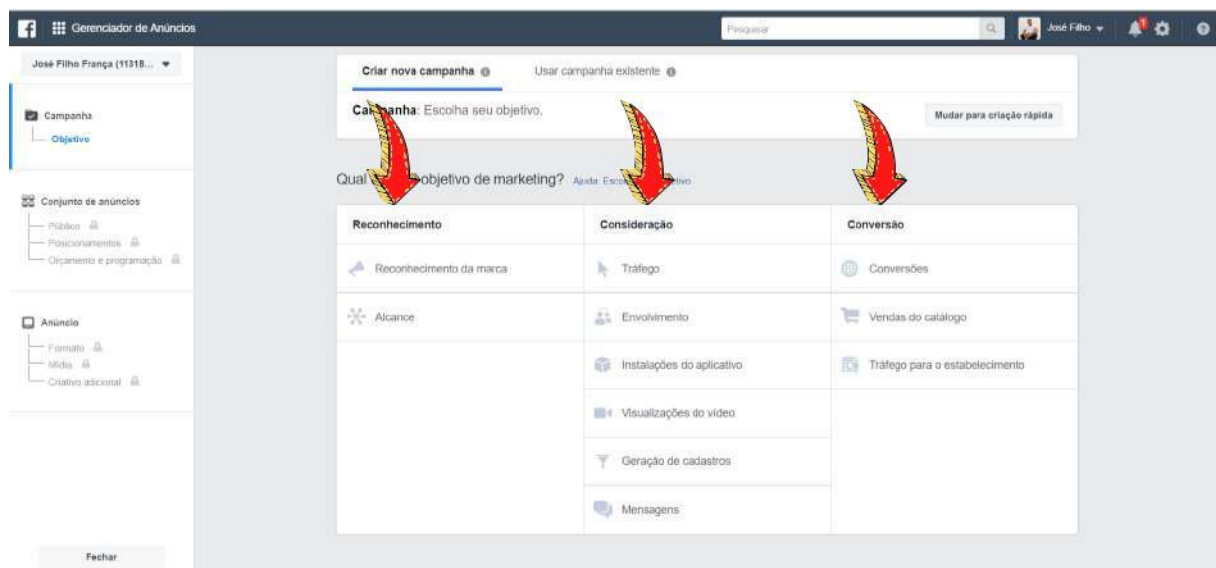 Gerenciador de Anúncios
Pesquisar
José Filho
1
José Filho França (11318...
Campanha
Objetivo
Conjunto de anúncios
Público
Posicionamentos
Orçamento e programação
Anúncio
Formato
Mídia
Criativo adicional
Fechar
Criar nova campanha
Usar campanha existente
Campanha: Escolha seu objetivo.
Mudar para criação rápida
Qual objetivo de marketing? Ajuda:
Reconhecimento
Reconhecimento da marca
Alcance
Consideração
Tráfego
Envolvimento
Instalações do aplicativo
Visualizações do vídeo
Geração de cadastros
Mensagens
Conversão
Conversões
Vendas do catálogo
Tráfego para o estabelecimento